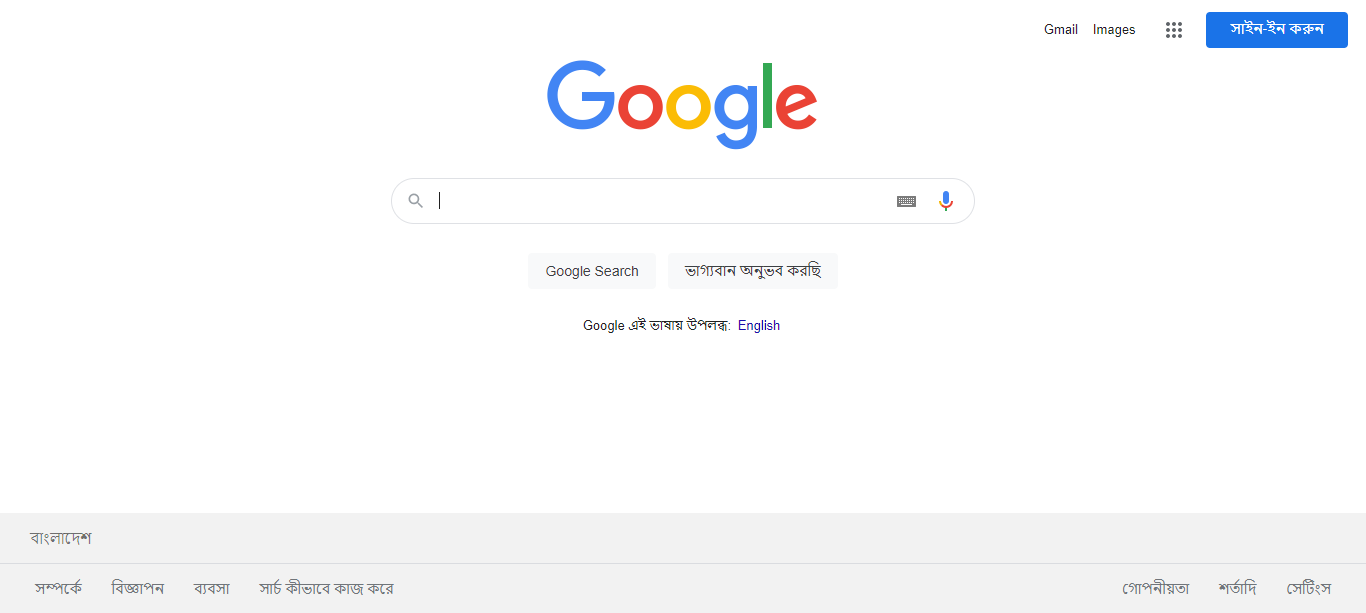 Gmail Images সাইন-ইন করুন
Google
Google Search ভাগ্যবান অনুভব করছি
Google এই ভাষায় উপলব্ধ: English
বাংলাদেশ
সম্পর্কে বিজ্ঞাপন ব্যবসা সার্চ কীভাবে কাজ করে গোপনীয়তা শর্তাদি সেটিংস